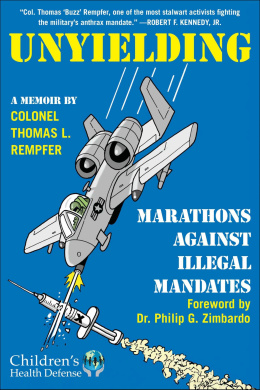 "Col. Thomas 'Buzz' Rempfer, one of the most stalwart activists fighting
the military's anthrax mandate." —ROBERT F. KENNEDY, JR.
UNYIELDING
A MEMOIR BY
COLONEL
THOMAS L.
REMPFER
MARATHONS
AGAINST
ILLEGAL
MANDATES
Foreword by
Dr. Philip G. Zimbardo
Children's
Health Defense